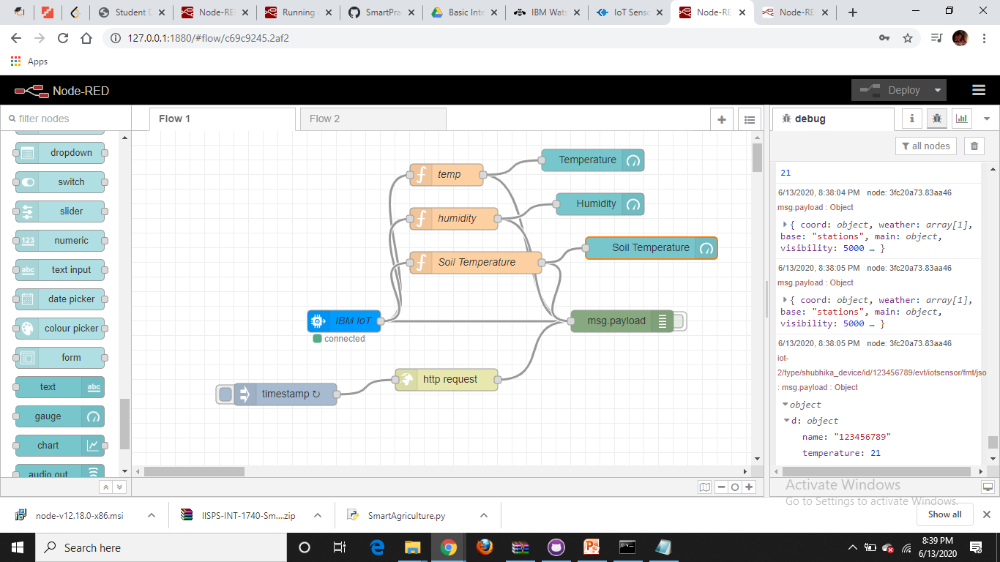 Student D
Node-RE
Running
SmartPra
Basic Inte
IBM Wats
IoT Senso
Node-RE
Node-RE
127.0.0.1:1880/#flow/c69c9245.2af2
Apps
Node-RED
Deploy
filter nodes
Flow 1
Flow 2
debug
all nodes
dropdown
switch
slider
numeric
text input
date picker
colour picker
form
text
gauge
chart
audio out
temp
humidity
Soil Temperature
Temperature
Humidity
Soil Temperature
IBM IoT
connected
msg.payload
timestamp ↻
http request
21
6/13/2020, 8:38:04 PM node: 3fc20a73.83aa46
msg.payload : Object
{ coord: object, weather: array[1],
base: "stations", main: object,
visibility: 5000 … }
6/13/2020, 8:38:05 PM node: 3fc20a73.83aa46
msg.payload : Object
{ coord: object, weather: array[1],
base: "stations", main: object,
visibility: 5000 … }
6/13/2020, 8:38:05 PM node: 3fc20a73.83aa46
iot-
2/type/shubhika_device/id/123456789/evt/iotsensor/fmt/jso
: msg.payload : Object
object
d: object
name: "123456789"
temperature: 21
Activate Windows
Go to Settings to activate Windows.
node-v12.18.0-x86.msi
IISPS-INT-1740-Sm....zip
SmartAgriculture.py
Show all
Search here
8:39 PM
6/13/2020